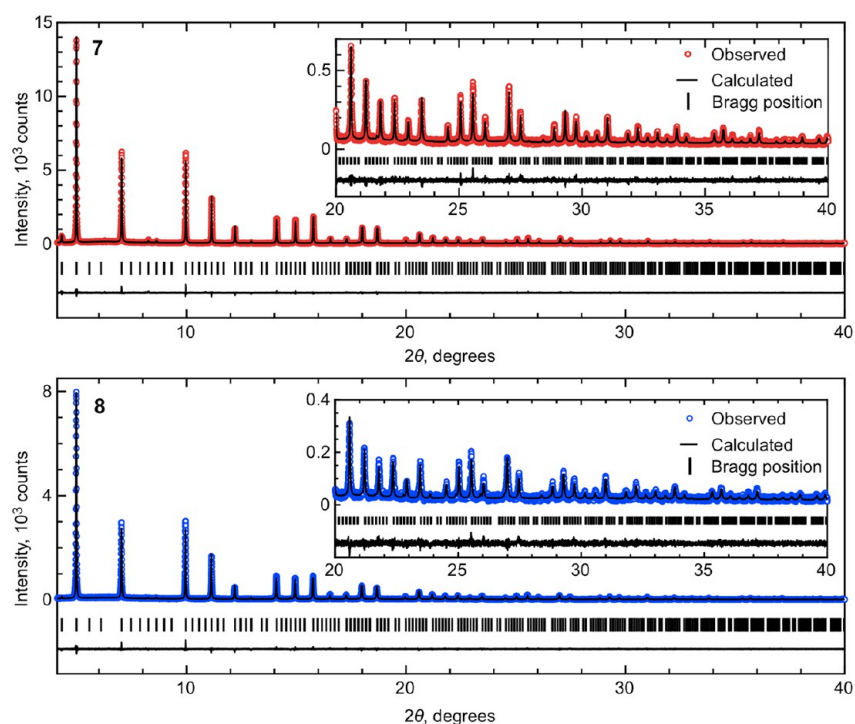 7
Intensity, 10³ counts
15
10
5
0
Observed
Calculated
Bragg position
0.5
0
20 25 30 35 40
10 20 30 40
2θ, degrees
8
Intensity, 10³ counts
8
4
0
Observed
Calculated
Bragg position
0.4
0.2
0
20 25 30 35 40
10 20 30 40
2θ, degrees